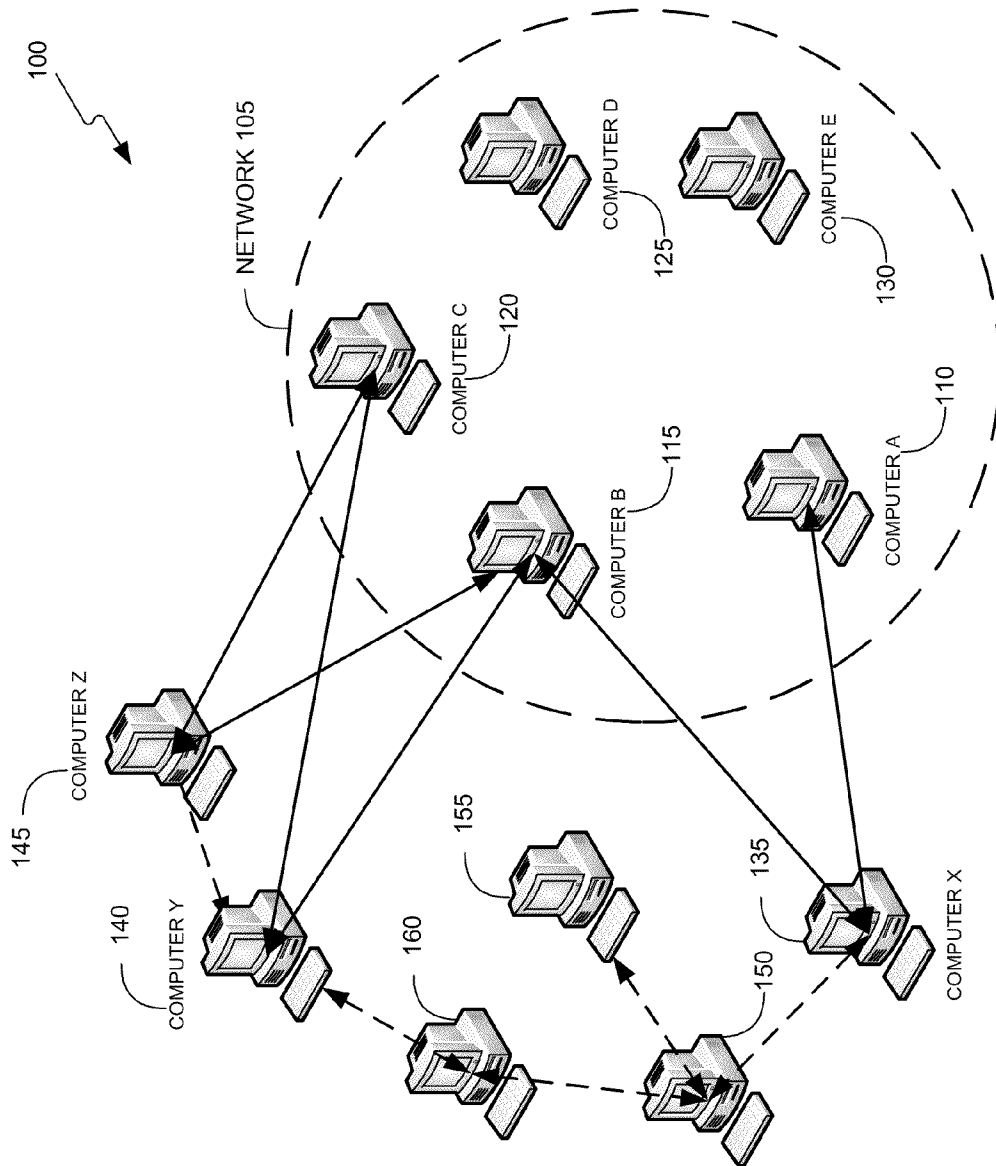 100
NETWORK 105
COMPUTER D
125
COMPUTER E
130
COMPUTER C
120
COMPUTER B
115
COMPUTER A
110
COMPUTER Z
145
COMPUTER Y
140
155
160
135
COMPUTER X
150